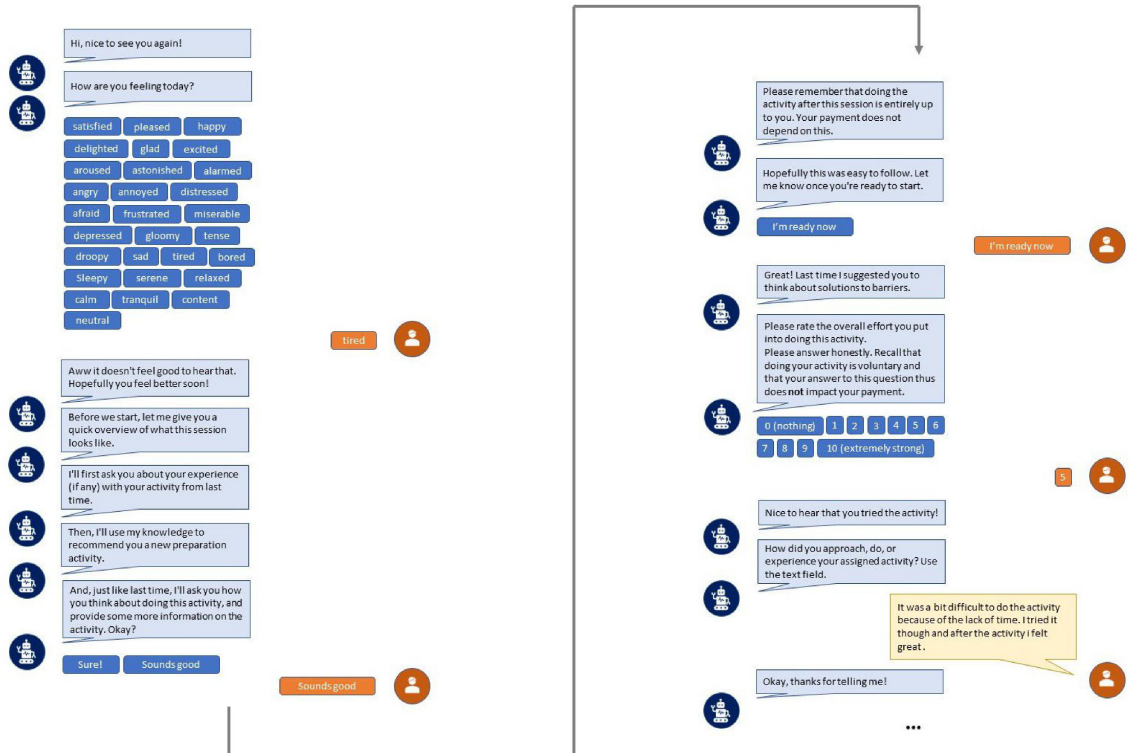 Hi, nice to see you again!
How are you feeling today?
satisfied pleased happy
delighted glad excited
aroused astonished alarmed
angry annoyed distressed
afraid frustrated miserable
depressed gloomy tense
droopy sad tired bored
Sleepy serene relaxed
calm tranquil content
neutral
tired
Aww it doesn't feel good to hear that.
Hopefully you feel better soon!
Before we start, let me give you a
quick overview of what this session
looks like.
I'll first ask you about your experience
(if any) with your activity from last
time.
Then, I'll use my knowledge to
recommend you a new preparation
activity.
And, just like last time, I'll ask you how
you think about doing this activity, and
provide some more information on the
activity. Okay?
Sure! Sounds good
Sounds good
Please remember that doing the
activity after this session is entirely up
to you. Your payment does not
depend on this.
Hopefully this was easy to follow. Let
me know once you're ready to start.
I'm ready now
I'm ready now
Great! Last time I suggested you to
think about solutions to barriers.
Please rate the overall effort you put
into doing this activity.
Please answer honestly. Recall that
doing your activity is voluntary and
that your answer to this question thus
does not impact your payment.
0 (nothing) 1 2 3 4 5 6
7 8 9 10 (extremely strong)
5
Nice to hear that you tried the activity!
How did you approach, do, or
experience your assigned activity? Use
the text field.
It was a bit difficult to do the activity
because of the lack of time. I tried it
though and after the activity i felt
great .
Okay, thanks for telling me!
...